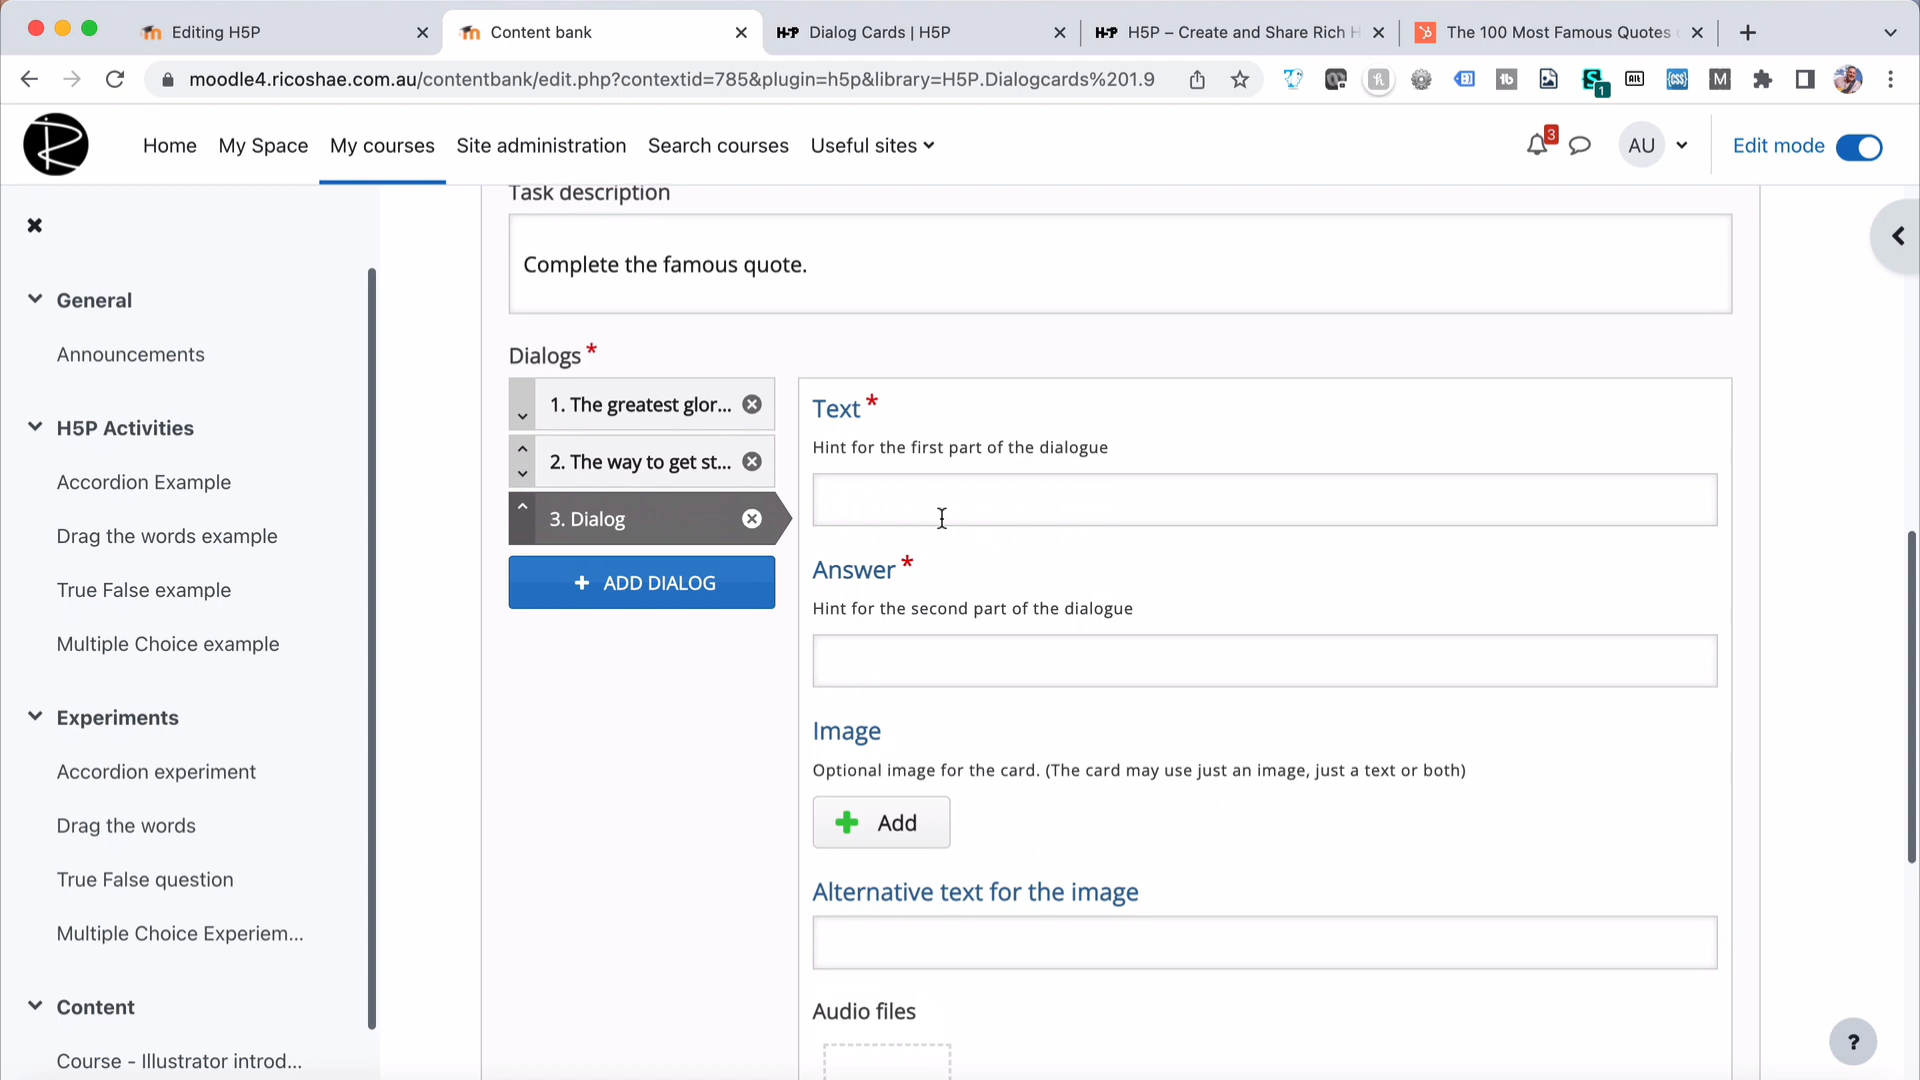 Editing H5P
Content bank
H-P Dialog Cards | H5P
H-P H5P – Create and Share Rich H
The 100 Most Famous Quotes
moodle4.ricoshae.com.au/contentbank/edit.php?contextid=785&plugin=h5p&library=H5P.Dialogcards%201.9
1
Alt
{CSS}
M
Home
My Space
My courses
Site administration
Search courses
Useful sites
3
AU
Edit mode
General
Announcements
H5P Activities
Accordion Example
Drag the words example
True False example
Multiple Choice example
Experiments
Accordion experiment
Drag the words
True False question
Multiple Choice Experiem...
Content
Course - Illustrator introd...
Task description
Complete the famous quote.
Dialogs *
1. The greatest glor...
2. The way to get st...
3. Dialog
+ ADD DIALOG
Text *
Hint for the first part of the dialogue
Answer *
Hint for the second part of the dialogue
Image
Optional image for the card. (The card may use just an image, just a text or both)
Add
Alternative text for the image
Audio files
?